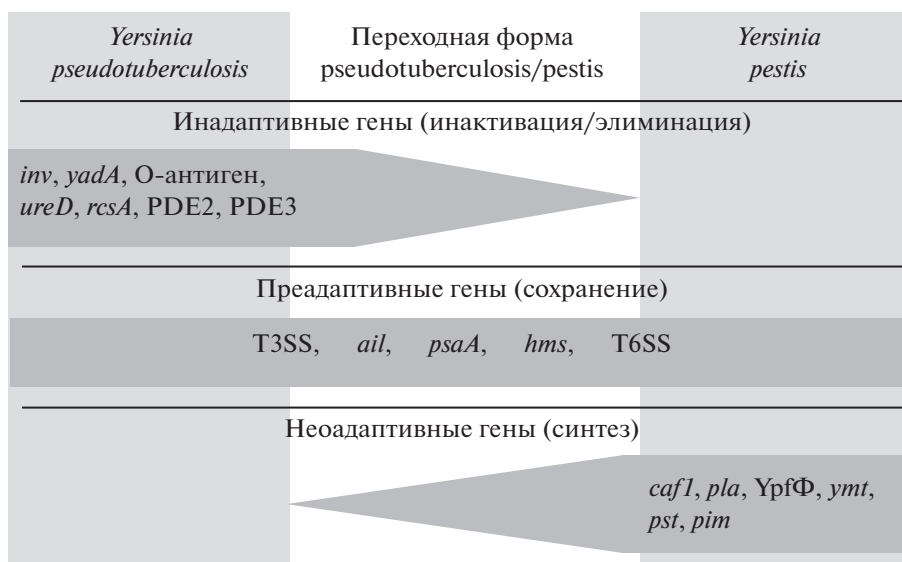 Yersinia
pseudotuberculosis
Переходная форма
pseudotuberculosis/pestis
Yersinia
pestis
Инадаптивные гены (инактивация/элиминация)
inv, yadA, О-антиген,
ureD, rcsA, PDE2, PDE3
Преадаптивные гены (сохранение)
T3SS, ail, psaA, hms, T6SS
Неоадаптивные гены (синтез)
caf1, pla, YpfФ, ymt,
pst, pim